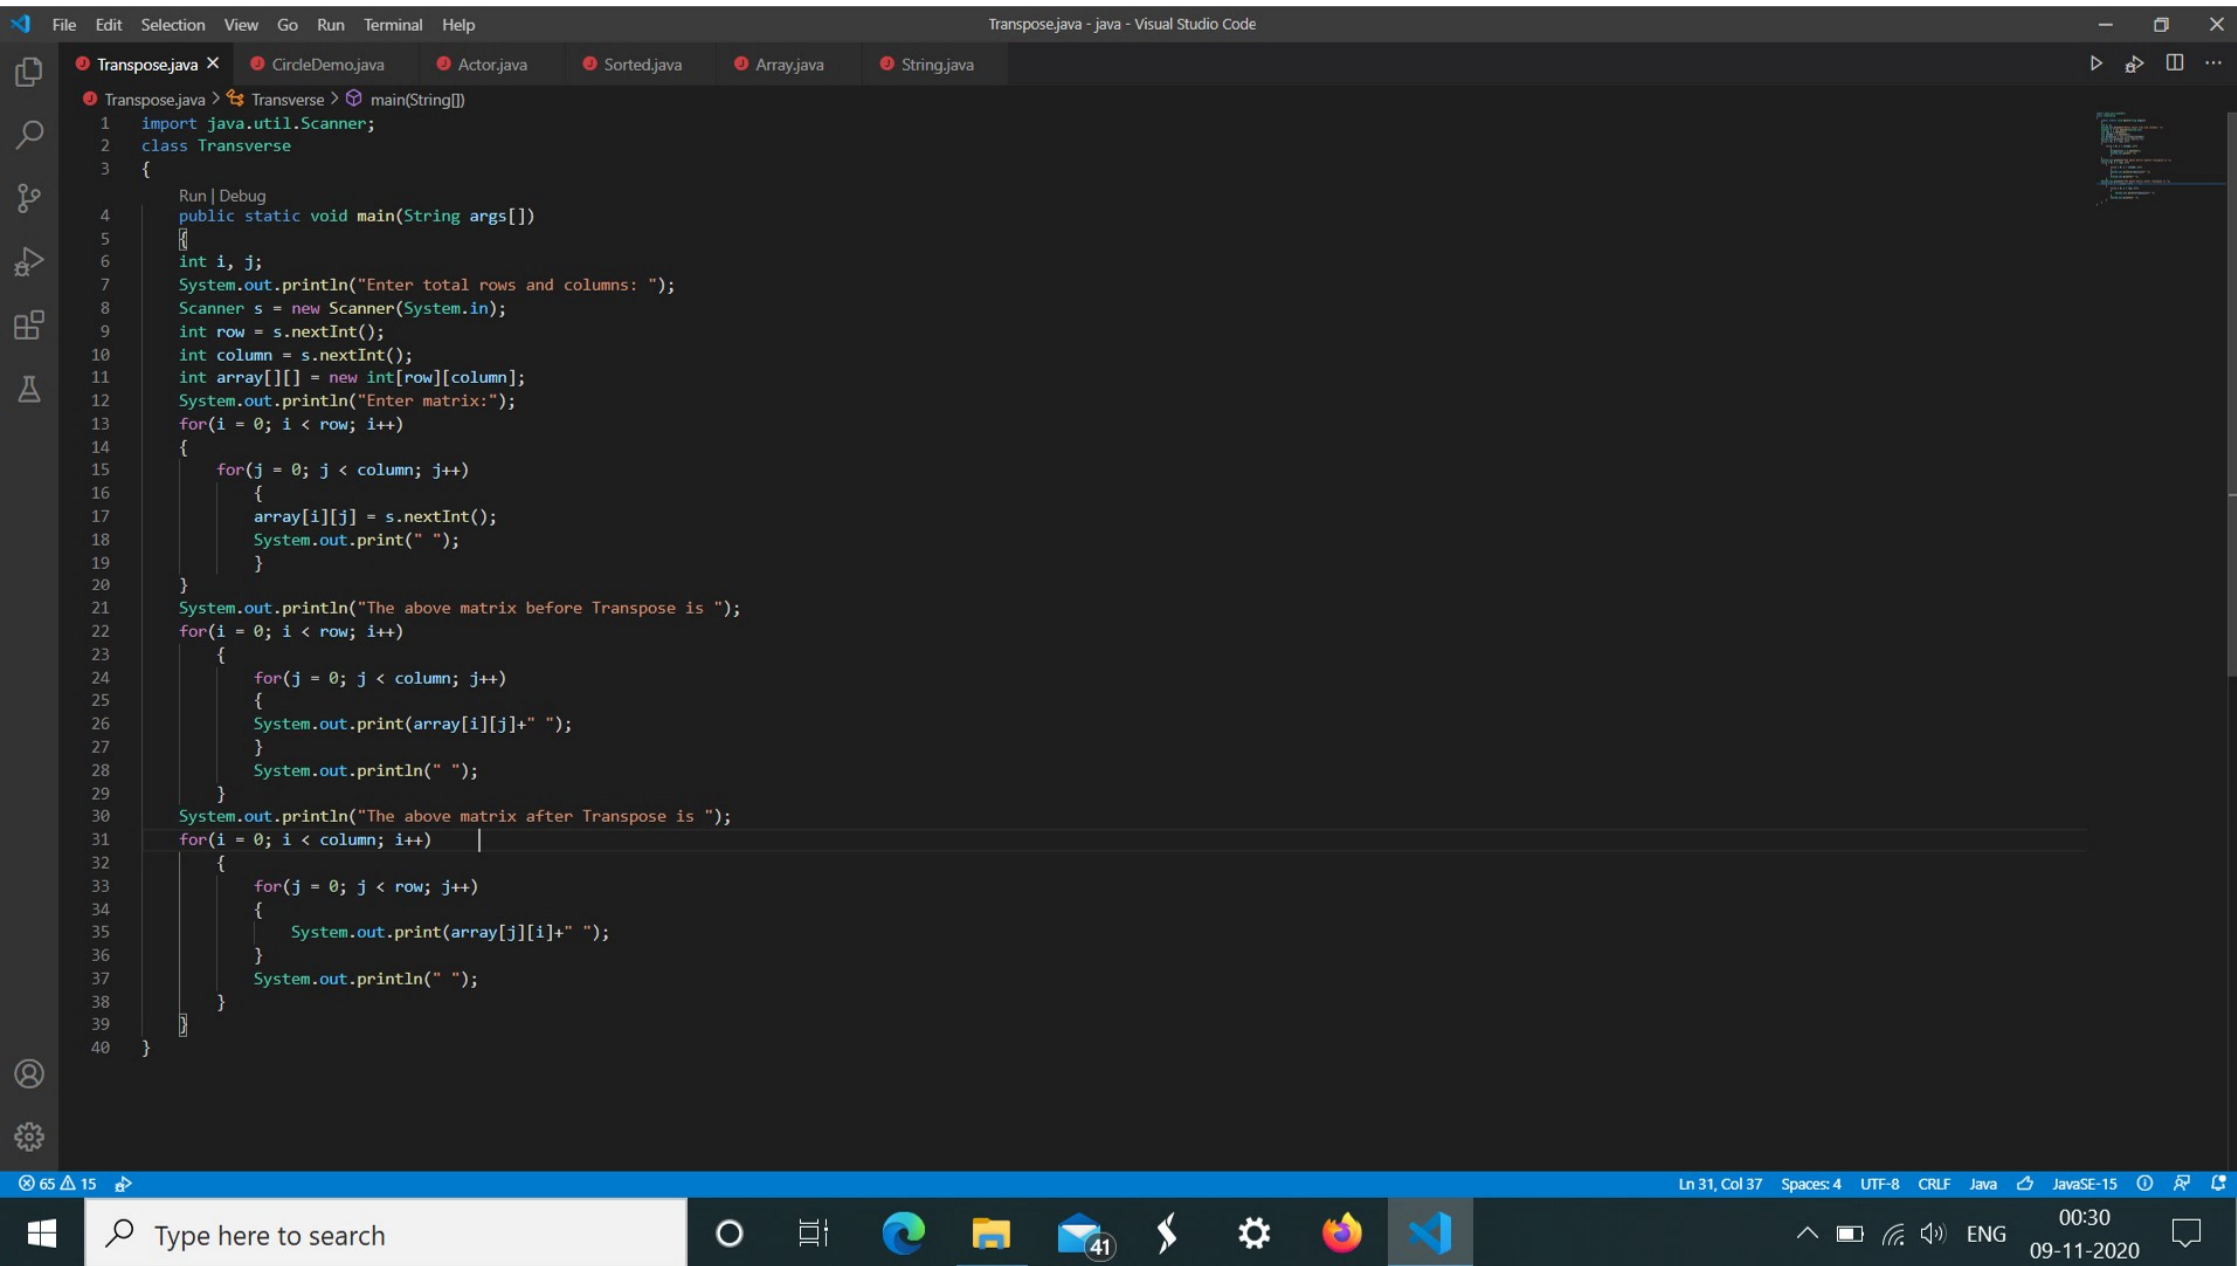 File Edit Selection View Go Run Terminal Help Transpose.java - java - Visual Studio Code
Transpose.java CircleDemo.java Actor.java Sorted.java Array.java String.java
Transpose.java > Transverse > main(String[])
1 import java.util.Scanner;
2 class Transverse
3 {
Run | Debug
4 public static void main(String args[])
5 {
6 int i, j;
7 System.out.println("Enter total rows and columns: ");
8 Scanner s = new Scanner(System.in);
9 int row = s.nextInt();
10 int column = s.nextInt();
11 int array[][] = new int[row][column];
12 System.out.println("Enter matrix:");
13 for(i = 0; i < row; i++)
14 {
15 for(j = 0; j < column; j++)
16 {
17 array[i][j] = s.nextInt();
18 System.out.print(" ");
19 }
20 }
21 System.out.println("The above matrix before Transpose is ");
22 for(i = 0; i < row; i++)
23 {
24 for(j = 0; j < column; j++)
25 {
26 System.out.print(array[i][j]+" ");
27 }
28 System.out.println(" ");
29 }
30 System.out.println("The above matrix after Transpose is ");
31 for(i = 0; i < column; i++)
32 {
33 for(j = 0; j < row; j++)
34 {
35 System.out.print(array[j][i]+" ");
36 }
37 System.out.println(" ");
38 }
39 }
40 }
65 15 Ln 31, Col 37 Spaces: 4 UTF-8 CRLF Java JavaSE-15
Type here to search 41 ENG 00:30
09-11-2020